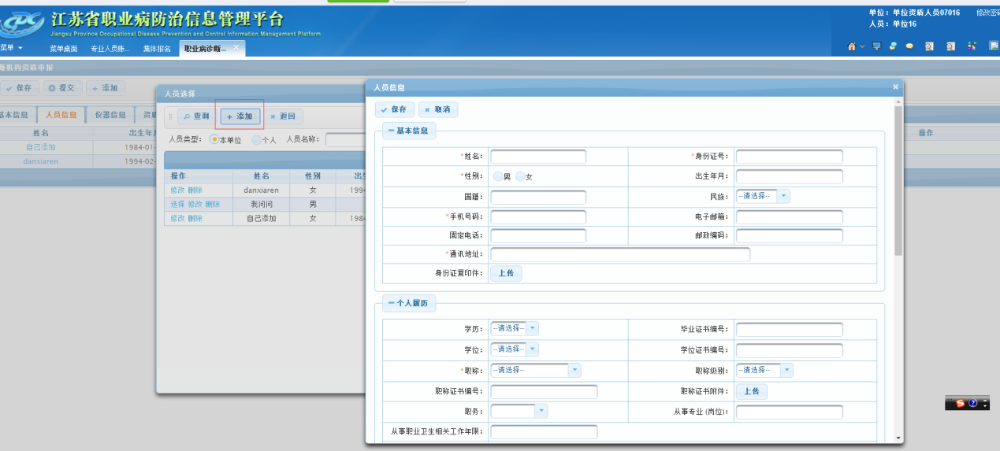 江苏省职业病防治信息管理平台
Jiangsu Province Occupational Disease Prevention and Control Information Management Platform
单位：单位资质人员07016 修改密码
人员：单位16
菜单 菜单桌面 专业人员账... 集体报名 职业病诊断...
机构资质申报
保存 提交 添加
基本信息 人员信息 仪器信息 资质
姓名 出生年月 操作
自己添加 1984-01-
danxiaren 1994-02-
人员选择
查询 添加 返回
人员类型： 本单位 个人 人员名称：
操作 姓名 性别 出生
修改 删除 danxiaren 女 1994
选择 修改 删除 我问问 男
修改 删除 自己添加 女 1984
人员信息
保存 取消
基本信息
*姓名： *身份证号：
*性别： 男 女 出生年月：
国籍： 民族： --请选择--
*手机号码： 电子邮箱：
固定电话： 邮政编码：
*通讯地址：
身份证复印件： 上传
个人履历
学历： --请选择-- 毕业证书编号：
学位： --请选择-- 学位证书编号：
*职称： --请选择-- 职称级别： --请选择--
职称证书编号： 职称证书附件： 上传
职务： 从事专业 (岗位)：
从事职业卫生相关工作年限：